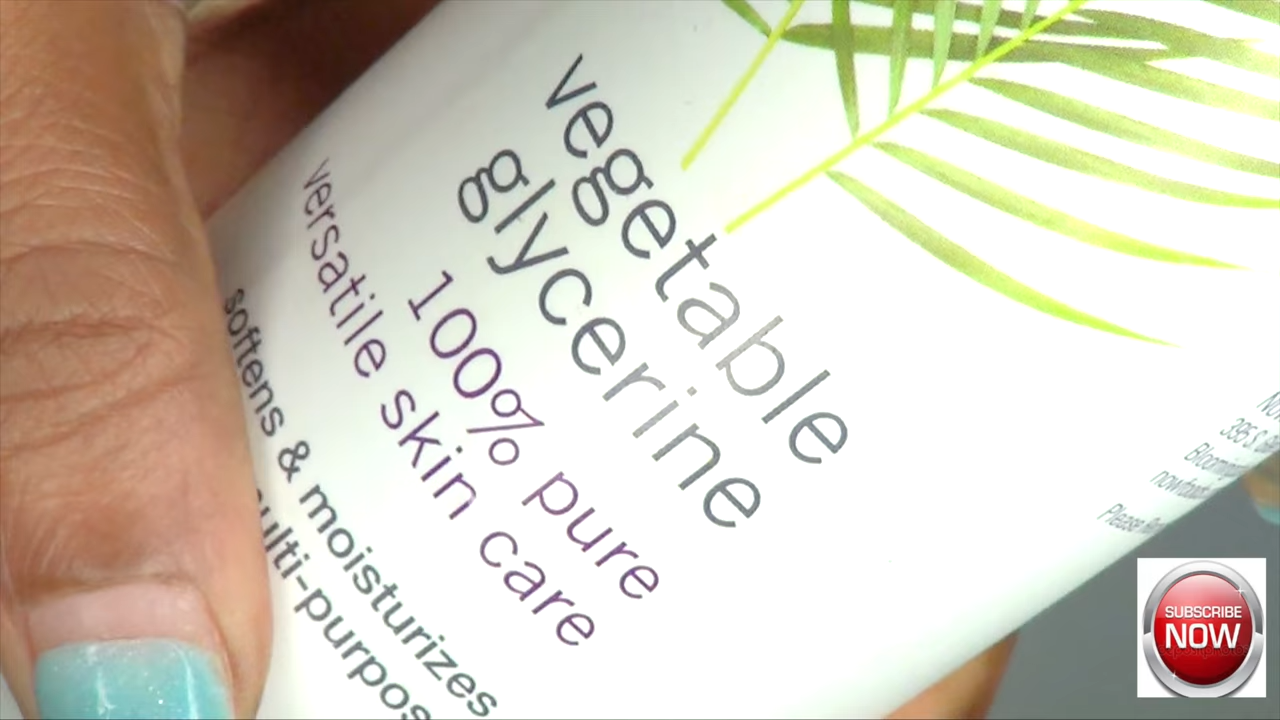 vegetable
glycerine
100% pure
versatile skin care
softens & moisturizes
SUBSCRIBE
NOW